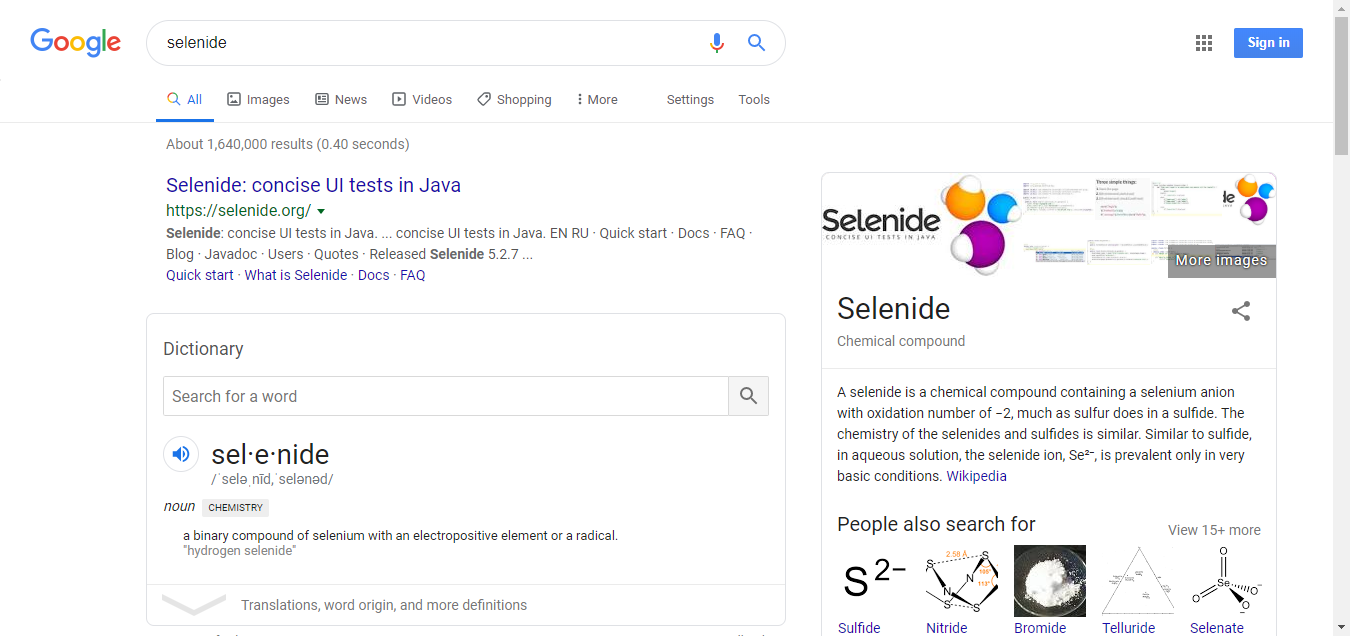 Google
selenide
Sign in
All Images News Videos Shopping More Settings Tools
About 1,640,000 results (0.40 seconds)
Selenide: concise UI tests in Java
https://selenide.org/
Selenide: concise UI tests in Java. ... concise UI tests in Java. EN RU · Quick start · Docs · FAQ ·
Blog · Javadoc · Users · Quotes · Released Selenide 5.2.7 ...
Quick start · What is Selenide · Docs · FAQ
Dictionary
Search for a word
sel·e·nide
/ˈseləˌnīd,ˈselənəd/
noun CHEMISTRY
a binary compound of selenium with an electropositive element or a radical.
"hydrogen selenide"
Translations, word origin, and more definitions
Selenide
CONCISE UI TESTS IN JAVA
Three simple things:
More images
Selenide
Chemical compound
A selenide is a chemical compound containing a selenium anion
with oxidation number of −2, much as sulfur does in a sulfide. The
chemistry of the selenides and sulfides is similar. Similar to sulfide,
in aqueous solution, the selenide ion, Se²⁻, is prevalent only in very
basic conditions. Wikipedia
People also search for
View 15+ more
S²⁻
2.58 Å
S S
N
109°
113°
N
S S
O
Se
O O⁻
O⁻
Sulfide Nitride Bromide Telluride Selenate